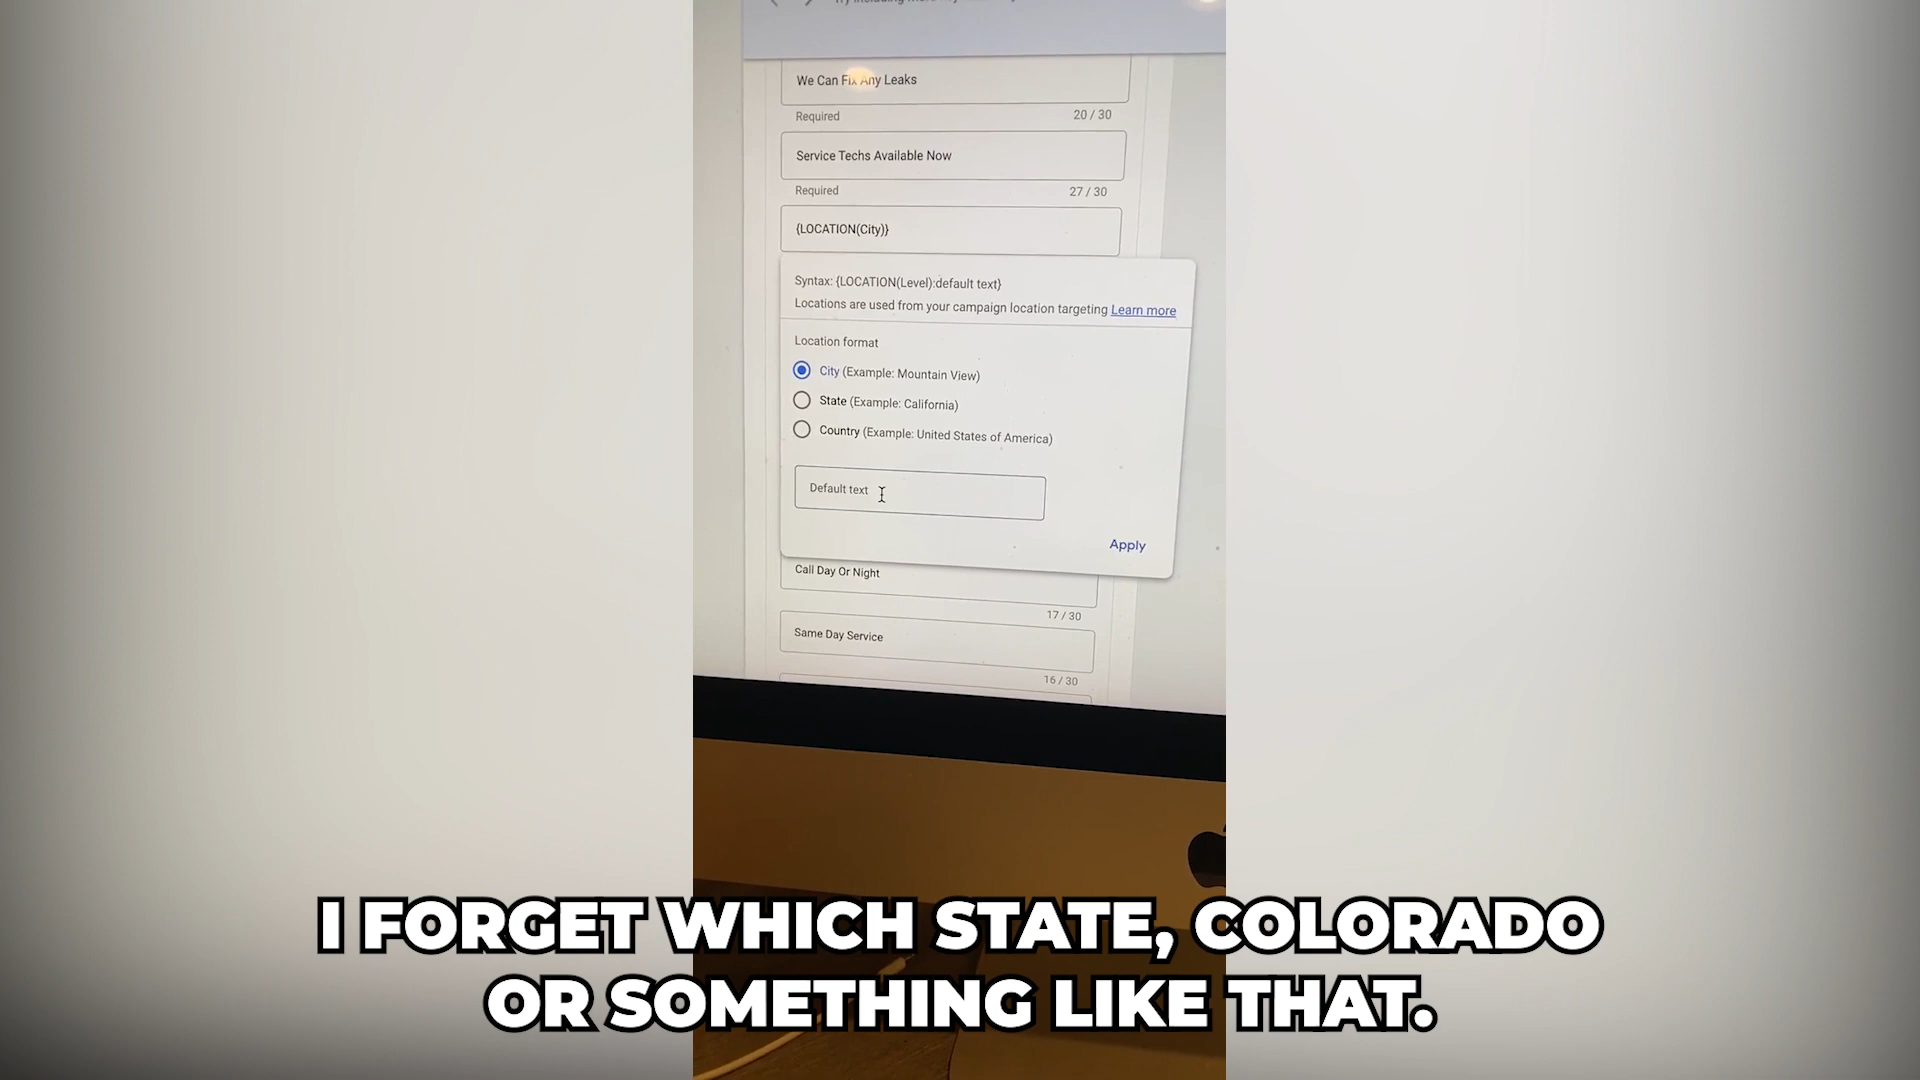 We Can Fix Any Leaks
Required 20 / 30
Service Techs Available Now
Required 27 / 30
{LOCATION(City)}
Syntax: {LOCATION(Level):default text}
Locations are used from your campaign location targeting Learn more
Location format
City (Example: Mountain View)
State (Example: California)
Country (Example: United States of America)
Default text
Apply
Call Day Or Night
17 / 30
Same Day Service
16 / 30
I FORGET WHICH STATE, COLORADO
OR SOMETHING LIKE THAT.